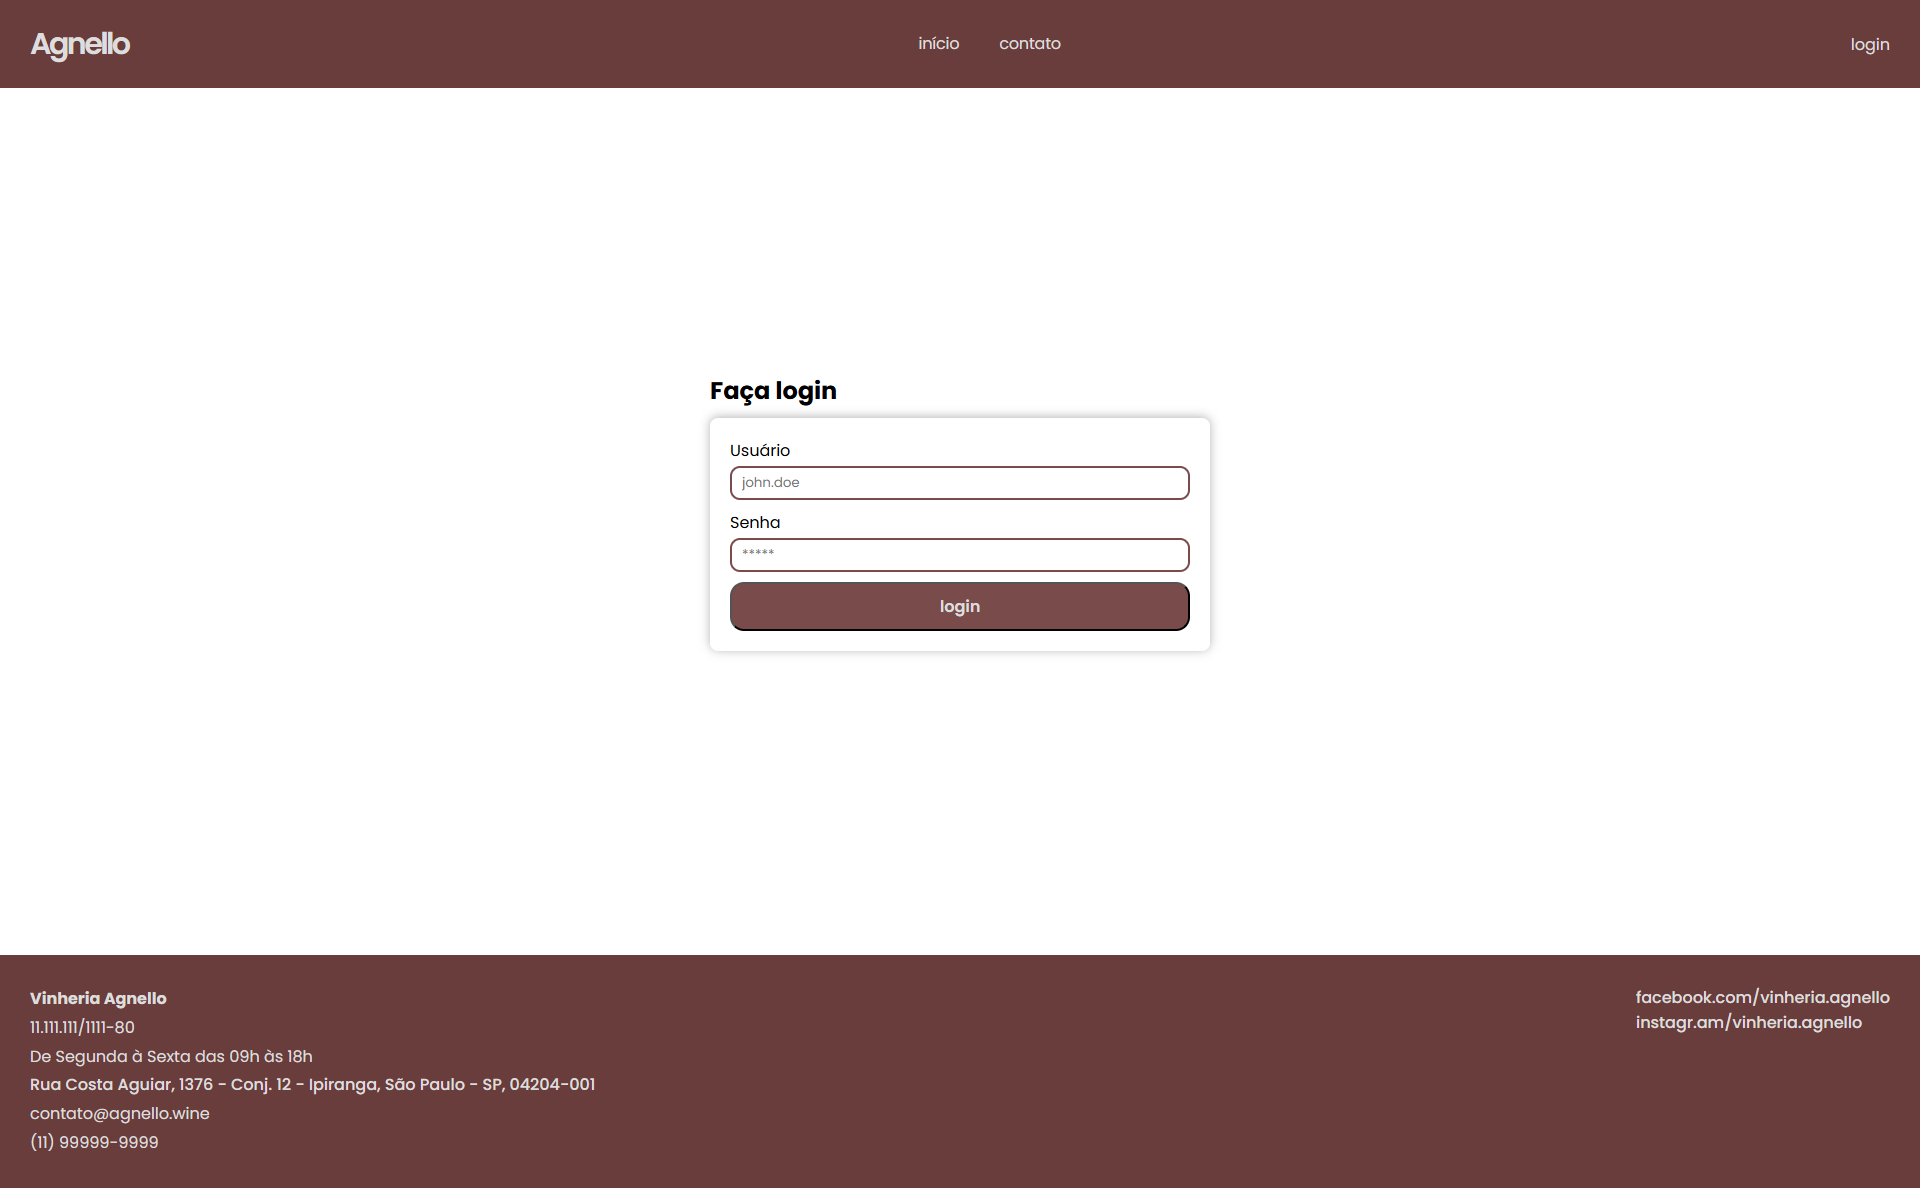 Agnello
início
contato
login
Faça login
Usuário
john.doe
Senha
*****
login
Vinheria Agnello
11.111.111/1111-80
De Segunda à Sexta das 09h às 18h
Rua Costa Aguiar, 1376 - Conj. 12 - Ipiranga, São Paulo - SP, 04204-001
contato@agnello.wine
(11) 99999-9999
facebook.com/vinheria.agnello
instagr.am/vinheria.agnello